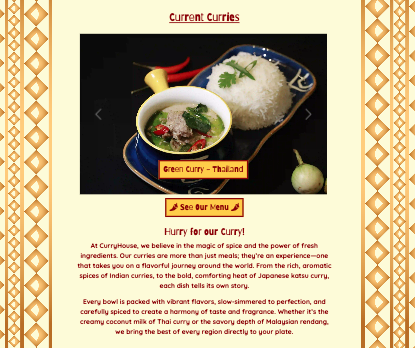 Current Curries
Green Curry - Thailand
See Our Menu
Hurry for our Curry!
At CurryHouse, we believe in the magic of spice and the power of fresh
ingredients. Our curries are more than just meals; they're an experience—one
that takes you on a flavorful journey around the world. From the rich, aromatic
spices of Indian curries, to the bold, comforting heat of Japanese katsu curry,
each dish tells its own story.
Every bowl is packed with vibrant flavors, slow-simmered to perfection, and
carefully spiced to create a harmony of taste and fragrance. Whether it's the
creamy coconut milk of Thai curry or the savory depth of Malaysian rendang,
we bring the best of every region directly to your plate.